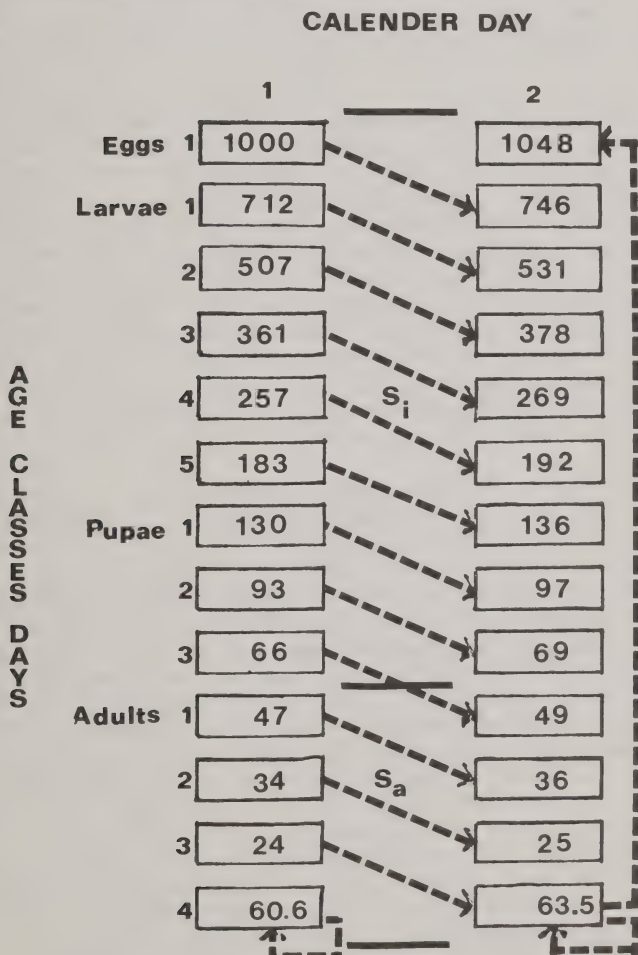 CALENDER DAY
1 2
Eggs 1 1000 1048
Larvae 1 712 746
2 507 531
3 361 378
4 257 Si 269
5 183 192
Pupae 1 130 136
2 93 97
3 66 69
Adults 1 47 49
2 34 Sa 36
3 24 25
4 60.6 63.5
AGE CLASSES DAYS